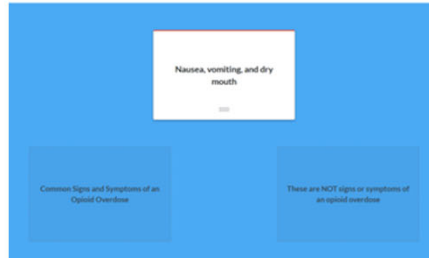 Nausea, vomiting, and dry
mouth
Common Signs and Symptoms of an
Opioid Overdose
These are NOT signs or symptoms of
an opioid overdose